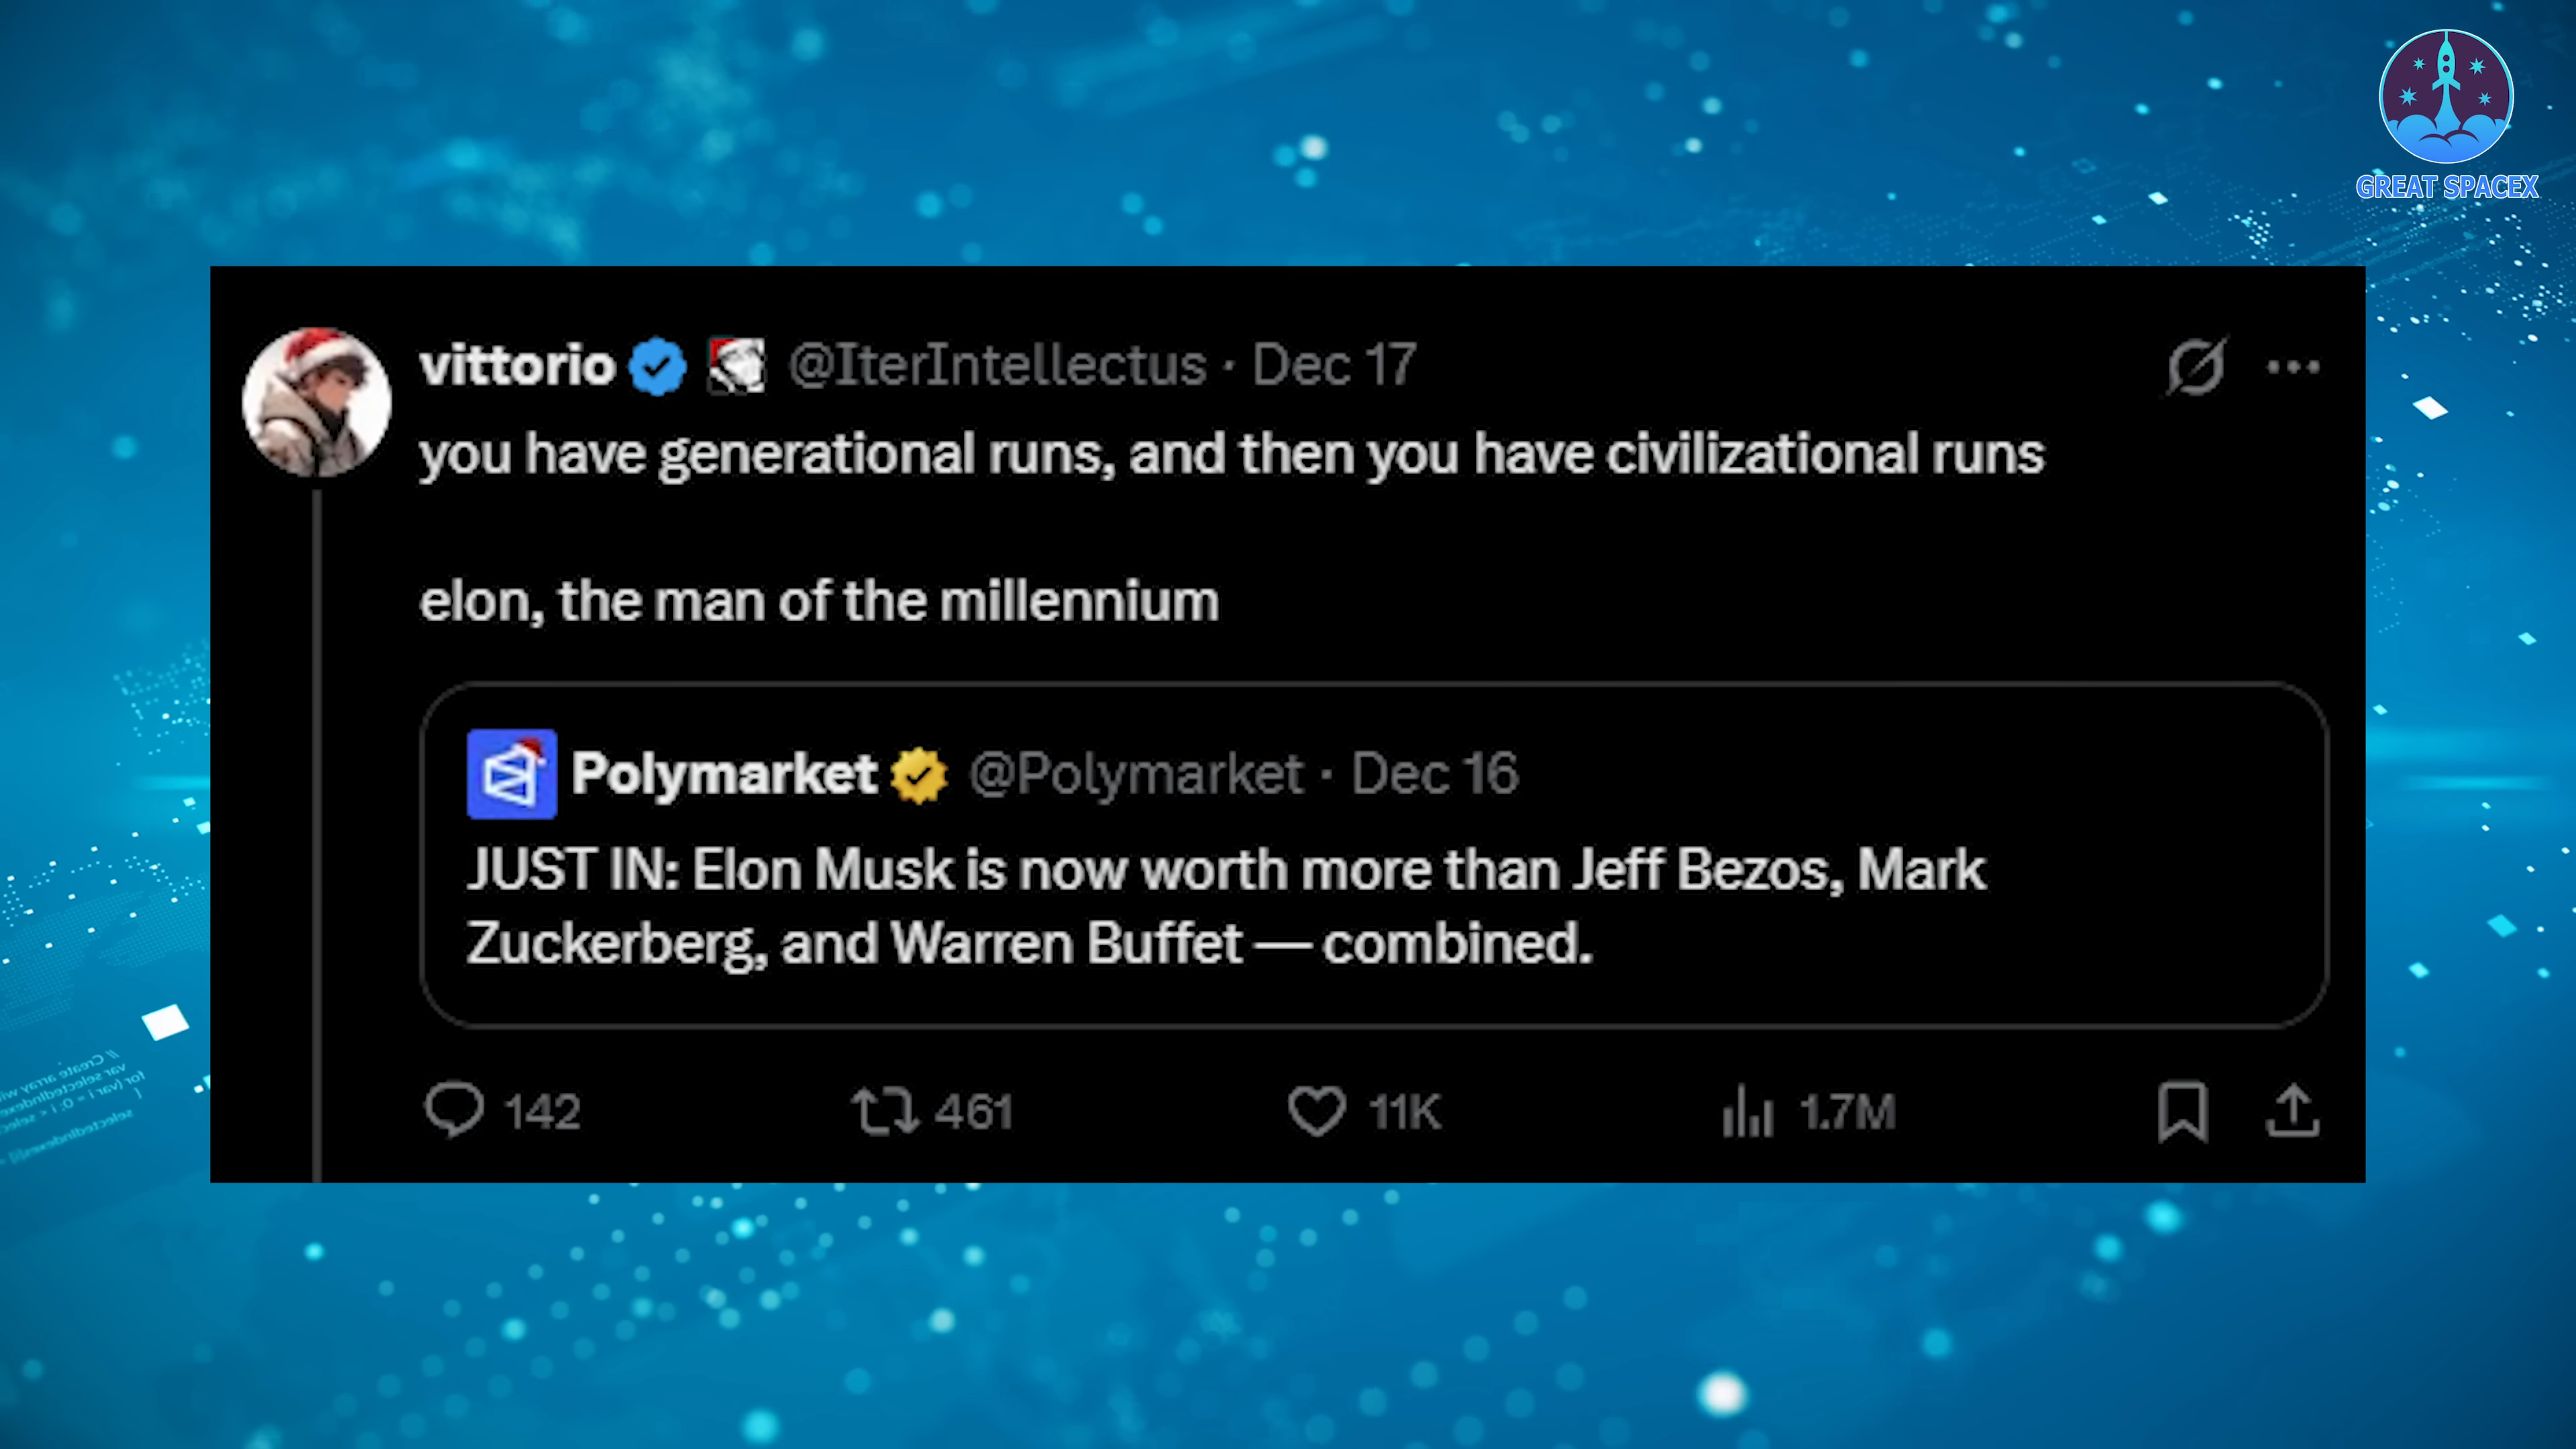 GREAT SPACEX
vittorio @IterIntellectus · Dec 17
you have generational runs, and then you have civilizational runs
elon, the man of the millennium
Polymarket @Polymarket · Dec 16
JUST IN: Elon Musk is now worth more than Jeff Bezos, Mark
Zuckerberg, and Warren Buffet — combined.
142 461 11K 1.7M